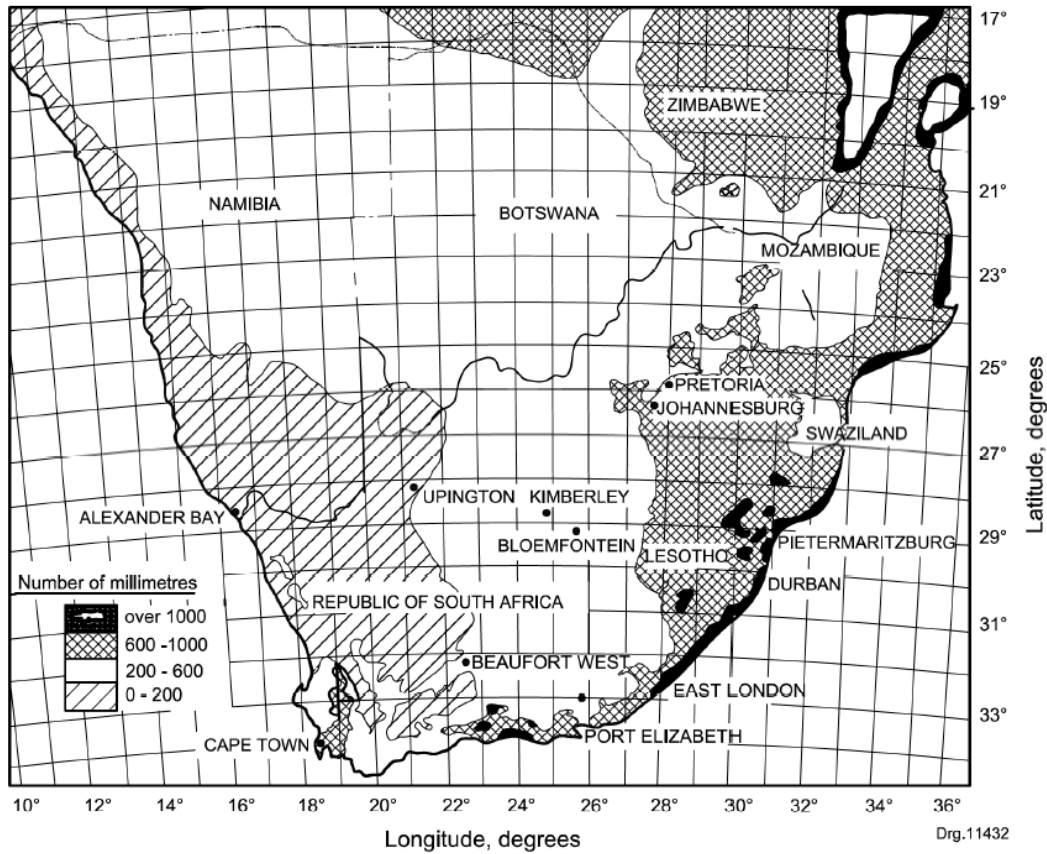 17°
ZIMBABWE
19°
NAMIBIA
BOTSWANA
21°
MOZAMBIQUE
23°
25°
PRETORIA
JOHANNESBURG
SWAZILAND
27°
UPINGTON
KIMBERLEY
ALEXANDER BAY
BLOEMFONTEIN
LESOTHO
PIETERMARITZBURG
29°
Number of millimetres
over 1000
600 -1000
200 - 600
0 - 200
REPUBLIC OF SOUTH AFRICA
DURBAN
31°
BEAUFORT WEST
EAST LONDON
33°
CAPE TOWN
PORT ELIZABETH
Latitude, degrees
10° 12° 14° 16° 18° 20° 22° 24° 26° 28° 30° 32° 34° 36°
Longitude, degrees
Drg.11432